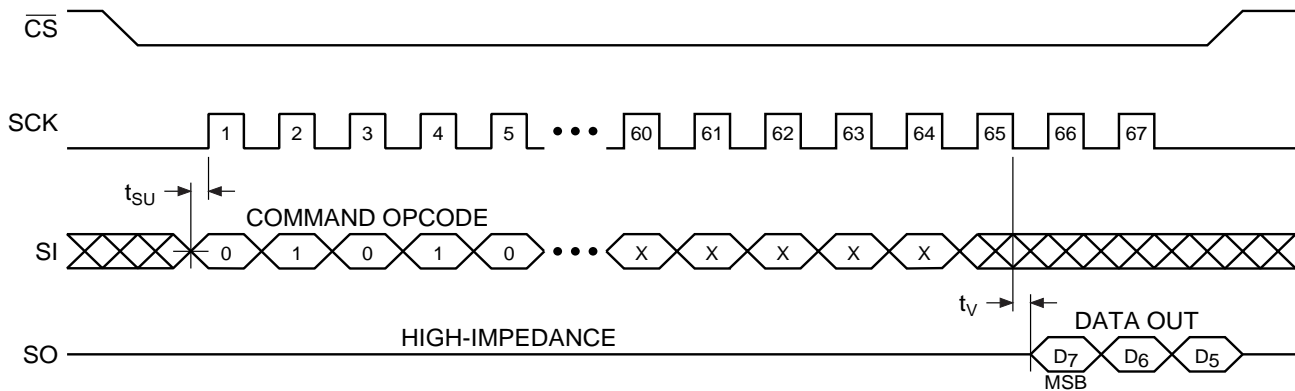 CS
SCK 1 2 3 4 5 • • • 60 61 62 63 64 65 66 67
tSU
COMMAND OPCODE
SI 0 1 0 1 0 • • • X X X X X
tV
HIGH-IMPEDANCE
DATA OUT
SO D7 D6 D5
MSB